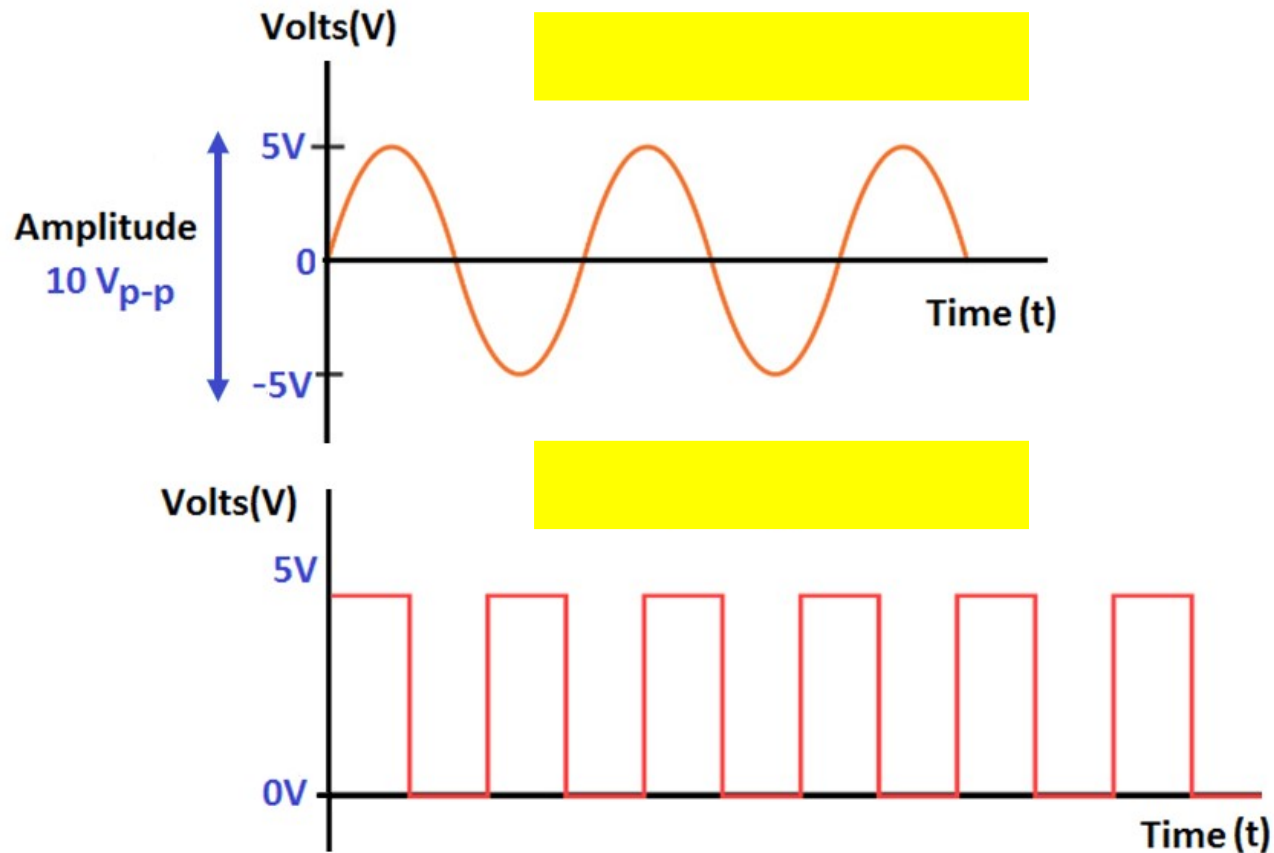 Volts(V)
5V
Amplitude
10 Vp-p
0
Time (t)
-5V
Volts(V)
5V
0V
Time (t)